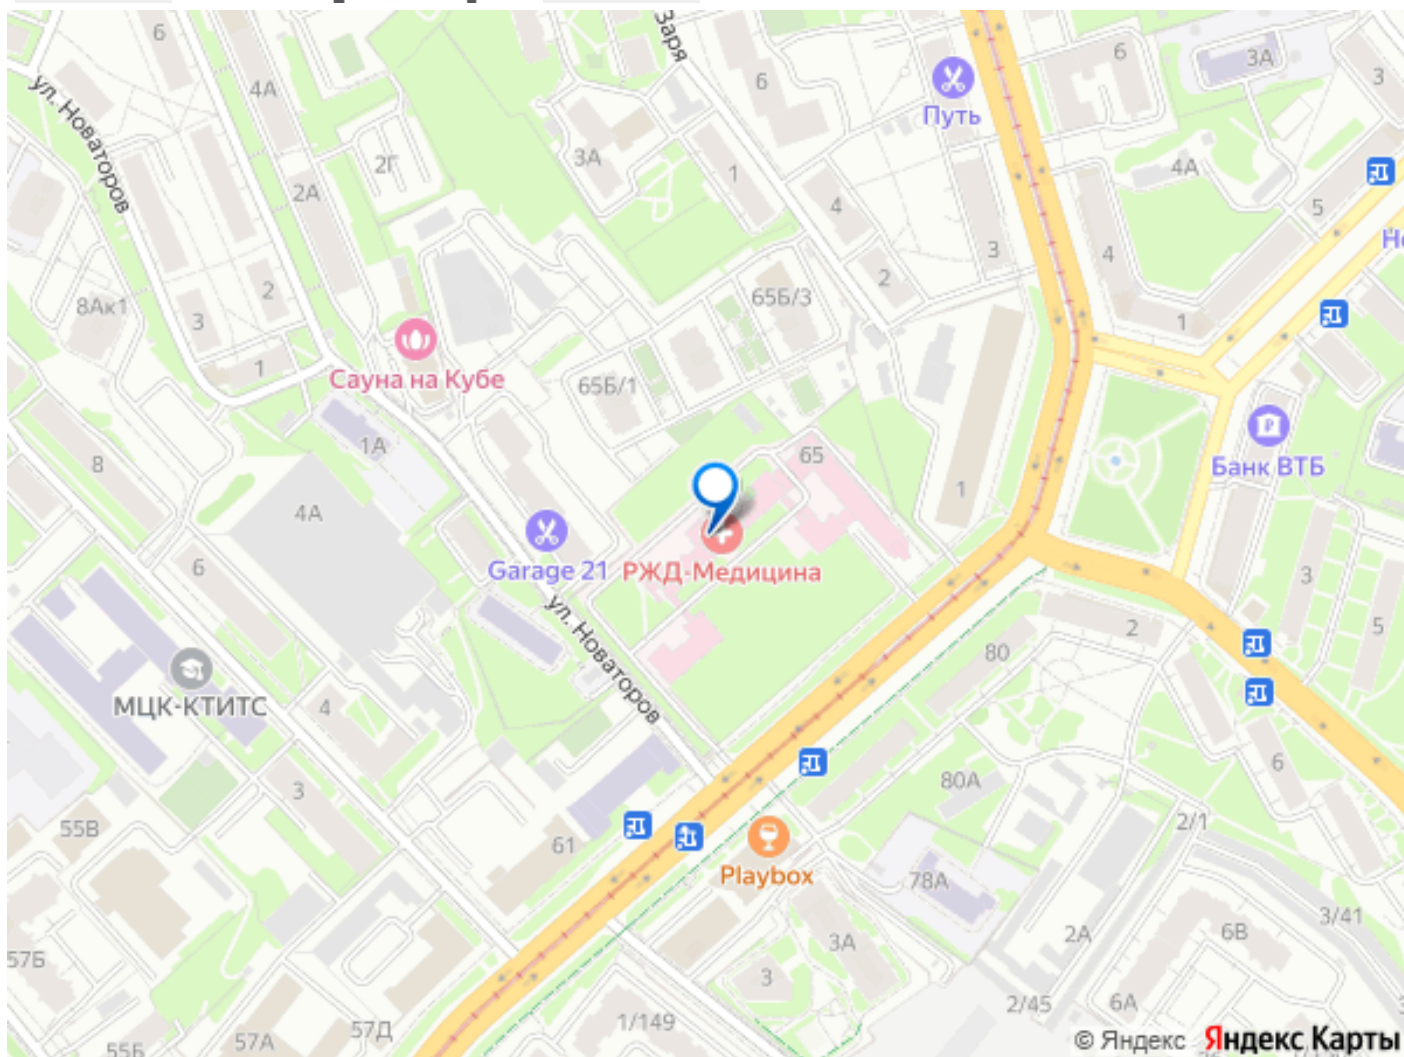 6
Заря
6
3А
3
ул. Новаторов
4А
6
Путь
2Г
3А
1
4А
2А
4
5
3
4
Не
2
65Б/3
2
8Ак1
3
1
1
Сауна на Кубе
65Б/1
1А
65
Банк ВТБ
8
1
4А
Garage 21
РЖД-Медицина
6
3
ул. Новаторов
2
5
80
МЦК-КТИТС
4
6
3
80А
55В
2/1
61
Playbox
78А
3/41
3А
2А
6В
57Б
3
2/45
6А
1/149
57Д
57А
55Б
© Яндекс Яндекс Карты